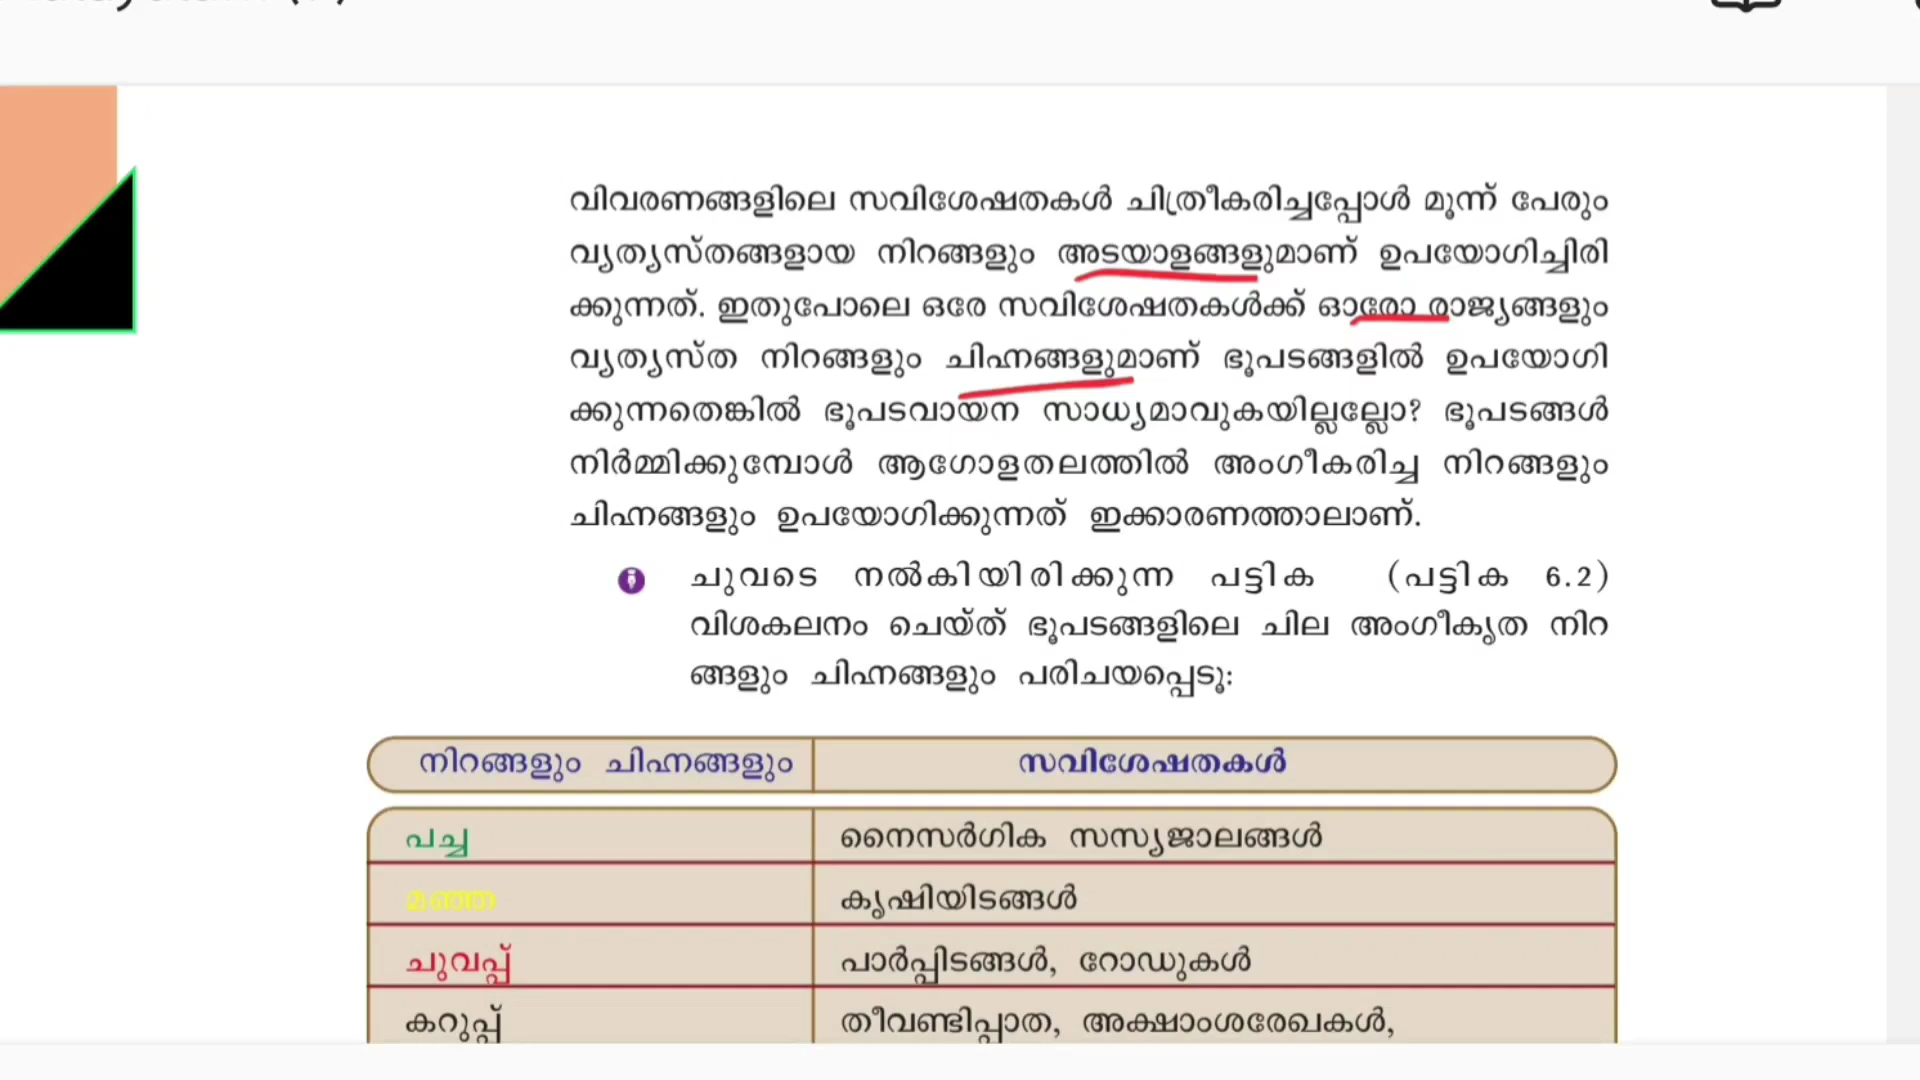 വിവരണങ്ങളിലെ സവിശേഷതകൾ ചിത്രീകരിച്ചപ്പോൾ മൂന്ന് പേരും
വ്യത്യസ്തങ്ങളായ നിറങ്ങളും അടയാളങ്ങളുമാണ് ഉപയോഗിച്ചിരി
ക്കുന്നത്. ഇതുപോലെ ഒരേ സവിശേഷതകൾക്ക് ഓരോ രാജ്യങ്ങളും
വ്യത്യസ്ത നിറങ്ങളും ചിഹ്നങ്ങളുമാണ് ഭൂപടങ്ങളിൽ ഉപയോഗി
ക്കുന്നതെങ്കിൽ ഭൂപടവായന സാധ്യമാവുകയില്ലല്ലോ? ഭൂപടങ്ങൾ
നിർമ്മിക്കുമ്പോൾ ആഗോളതലത്തിൽ അംഗീകരിച്ച നിറങ്ങളും
ചിഹ്നങ്ങളും ഉപയോഗിക്കുന്നത് ഇക്കാരണത്താലാണ്.
ചുവടെ നൽകിയിരിക്കുന്ന പട്ടിക (പട്ടിക 6.2)
വിശകലനം ചെയ്ത് ഭൂപടങ്ങളിലെ ചില അംഗീകൃത നിറ
ങ്ങളും ചിഹ്നങ്ങളും പരിചയപ്പെടൂ:
നിറങ്ങളും ചിഹ്നങ്ങളും സവിശേഷതകൾ
പച്ച നൈസർഗിക സസ്യജാലങ്ങൾ
മഞ്ഞ കൃഷിയിടങ്ങൾ
ചുവപ്പ് പാർപ്പിടങ്ങൾ, റോഡുകൾ
കറുപ്പ് തീവണ്ടിപ്പാത, അക്ഷാംശരേഖകൾ,